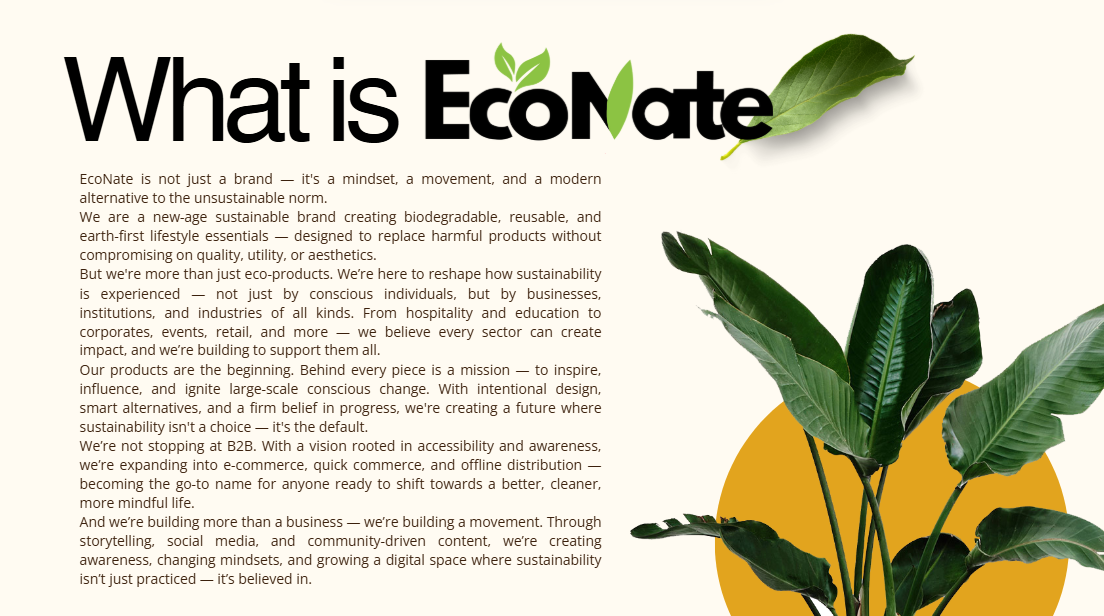 What is EcoNate
EcoNate is not just a brand — it's a mindset, a movement, and a modern
alternative to the unsustainable norm.
We are a new-age sustainable brand creating biodegradable, reusable, and
earth-first lifestyle essentials — designed to replace harmful products without
compromising on quality, utility, or aesthetics.
But we're more than just eco-products. We’re here to reshape how sustainability
is experienced — not just by conscious individuals, but by businesses,
institutions, and industries of all kinds. From hospitality and education to
corporates, events, retail, and more — we believe every sector can create
impact, and we’re building to support them all.
Our products are the beginning. Behind every piece is a mission — to inspire,
influence, and ignite large-scale conscious change. With intentional design,
smart alternatives, and a firm belief in progress, we're creating a future where
sustainability isn't a choice — it's the default.
We’re not stopping at B2B. With a vision rooted in accessibility and awareness,
we’re expanding into e-commerce, quick commerce, and offline distribution —
becoming the go-to name for anyone ready to shift towards a better, cleaner,
more mindful life.
And we’re building more than a business — we’re building a movement. Through
storytelling, social media, and community-driven content, we’re creating
awareness, changing mindsets, and growing a digital space where sustainability
isn’t just practiced — it’s believed in.